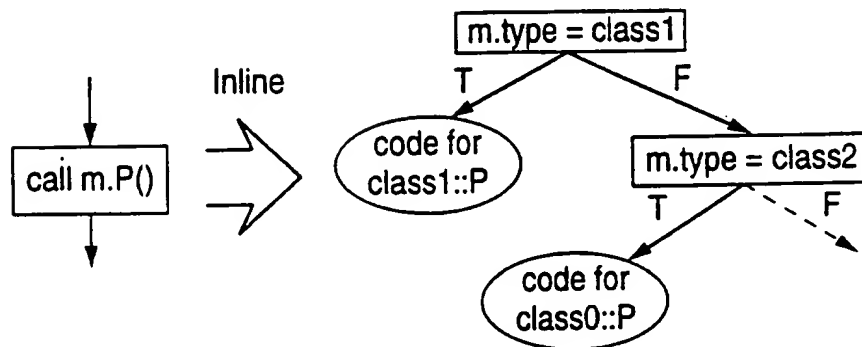 m.type = class1
T
F
Inline
code for
class1::P
call m.P()
m.type = class2
T
F
code for
class0::P